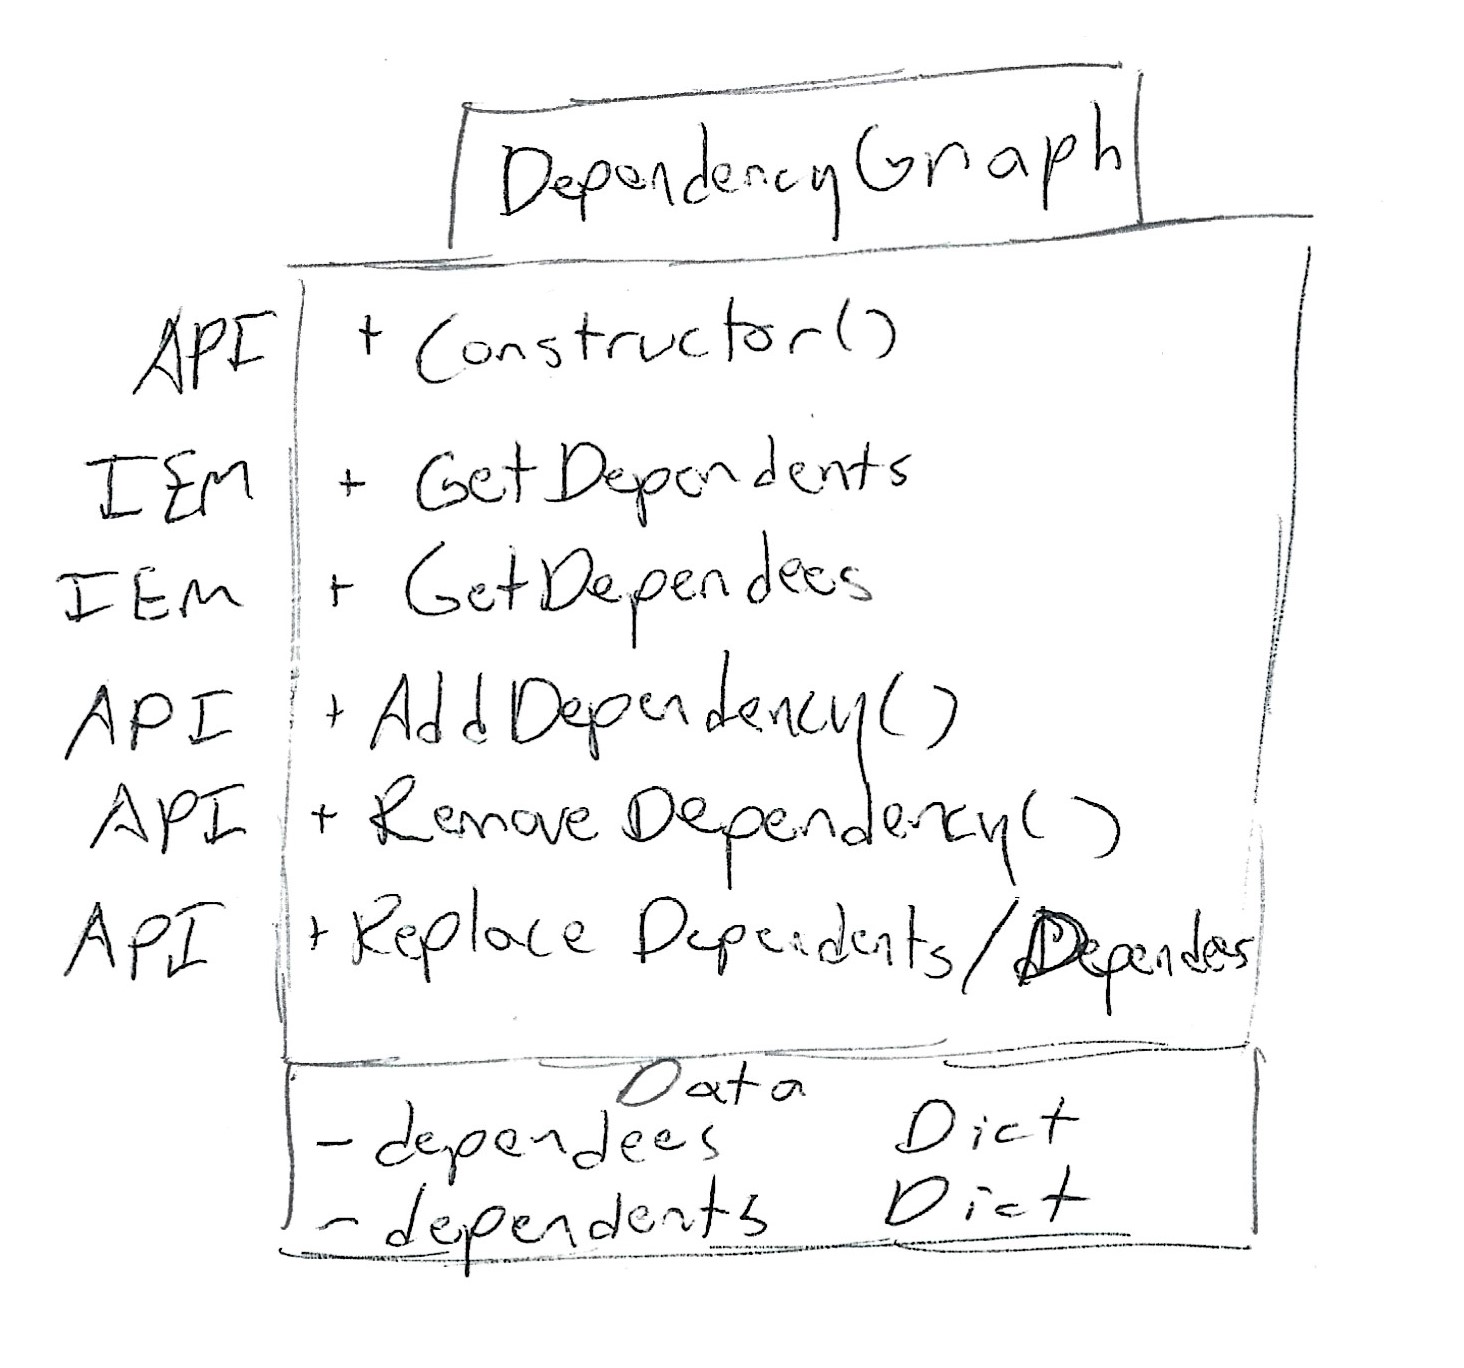 DependencyGraph
API + Constructor()
IEM + GetDependents
IEM + GetDependees
API + AddDependency()
API + Remove Dependency()
API + Replace Dependents/Dependees
Data
- dependees Dict
- dependents Dict